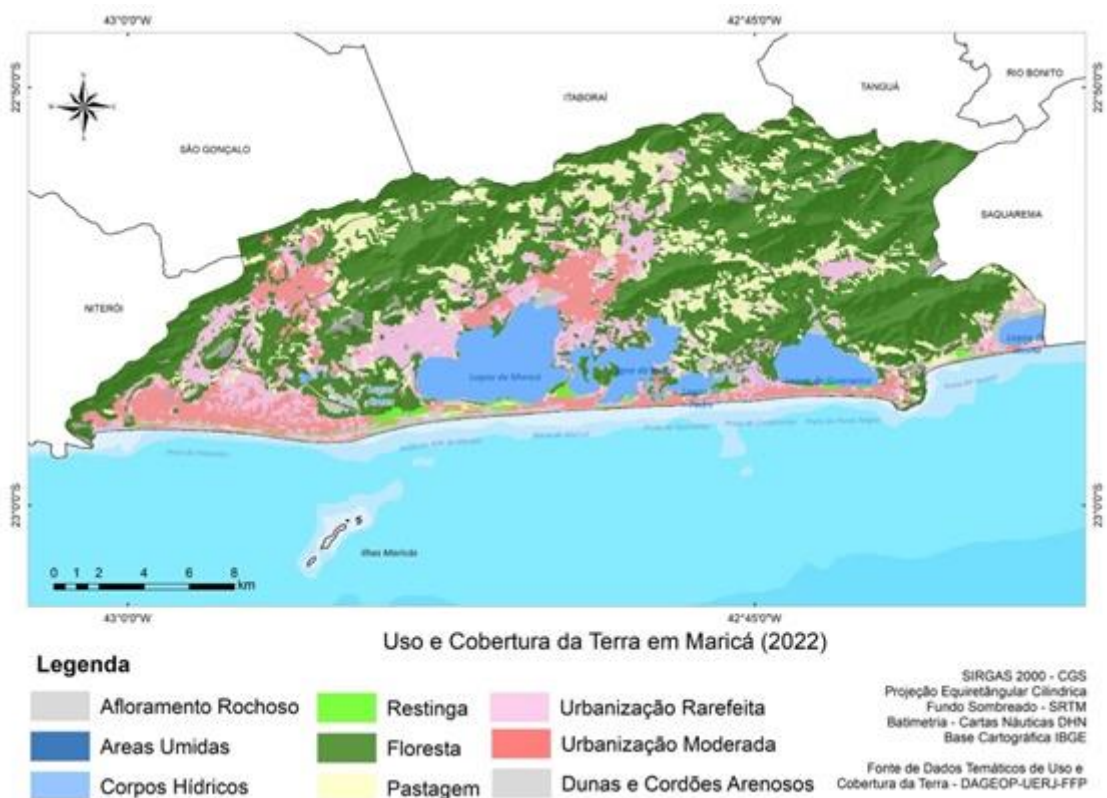 43°0'0"W
42°45'0"W
22°50'0"S
22°50'0"S
RIO BONITO
TANGUÁ
ITABORAÍ
SÃO GONÇALO
SAQUAREMA
NITERÓI
Lagoa de Maricá
23°0'0"S
23°0'0"S
Ilhas Maricás
0 1 2 4 6 8
km
43°0'0"W
42°45'0"W
Uso e Cobertura da Terra em Maricá (2022)
Legenda
Afloramento Rochoso
Areas Umidas
Corpos Hídricos
Restinga
Floresta
Pastagem
Urbanização Rarefeita
Urbanização Moderada
Dunas e Cordões Arenosos
SIRGAS 2000 - CGS
Projeção Equiretângular Cilindrica
Fundo Sombreado - SRTM
Batimetria - Cartas Náuticas DHN
Base Cartográfica IBGE
Fonte de Dados Temáticos de Uso e
Cobertura da Terra - DAGEOP-UERJ-FFP